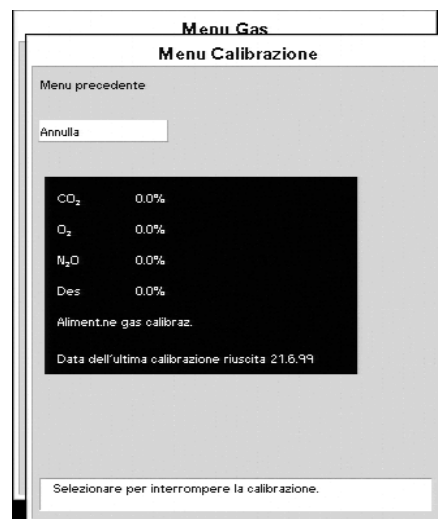 Menu Gas
Menu Calibrazione
Menu precedente
Annulla
CO₂ 0.0%
O₂ 0.0%
N₂O 0.0%
Des 0.0%
Aliment.ne gas calibraz.
Data dell'ultima calibrazione riuscita 21.6.99
Selezionare per interrompere la calibrazione.